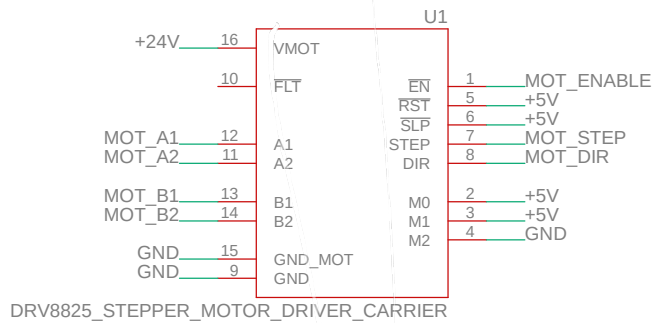 U1
+24V 16 VMOT
10 FLT EN 1 MOT_ENABLE
RST 5 +5V
SLP 6 +5V
MOT_A1 12 A1 STEP 7 MOT_STEP
MOT_A2 11 A2 DIR 8 MOT_DIR
MOT_B1 13 B1 M0 2 +5V
MOT_B2 14 B2 M1 3 +5V
M2 4 GND
GND 15 GND_MOT
GND 9 GND
DRV8825_STEPPER_MOTOR_DRIVER_CARRIER